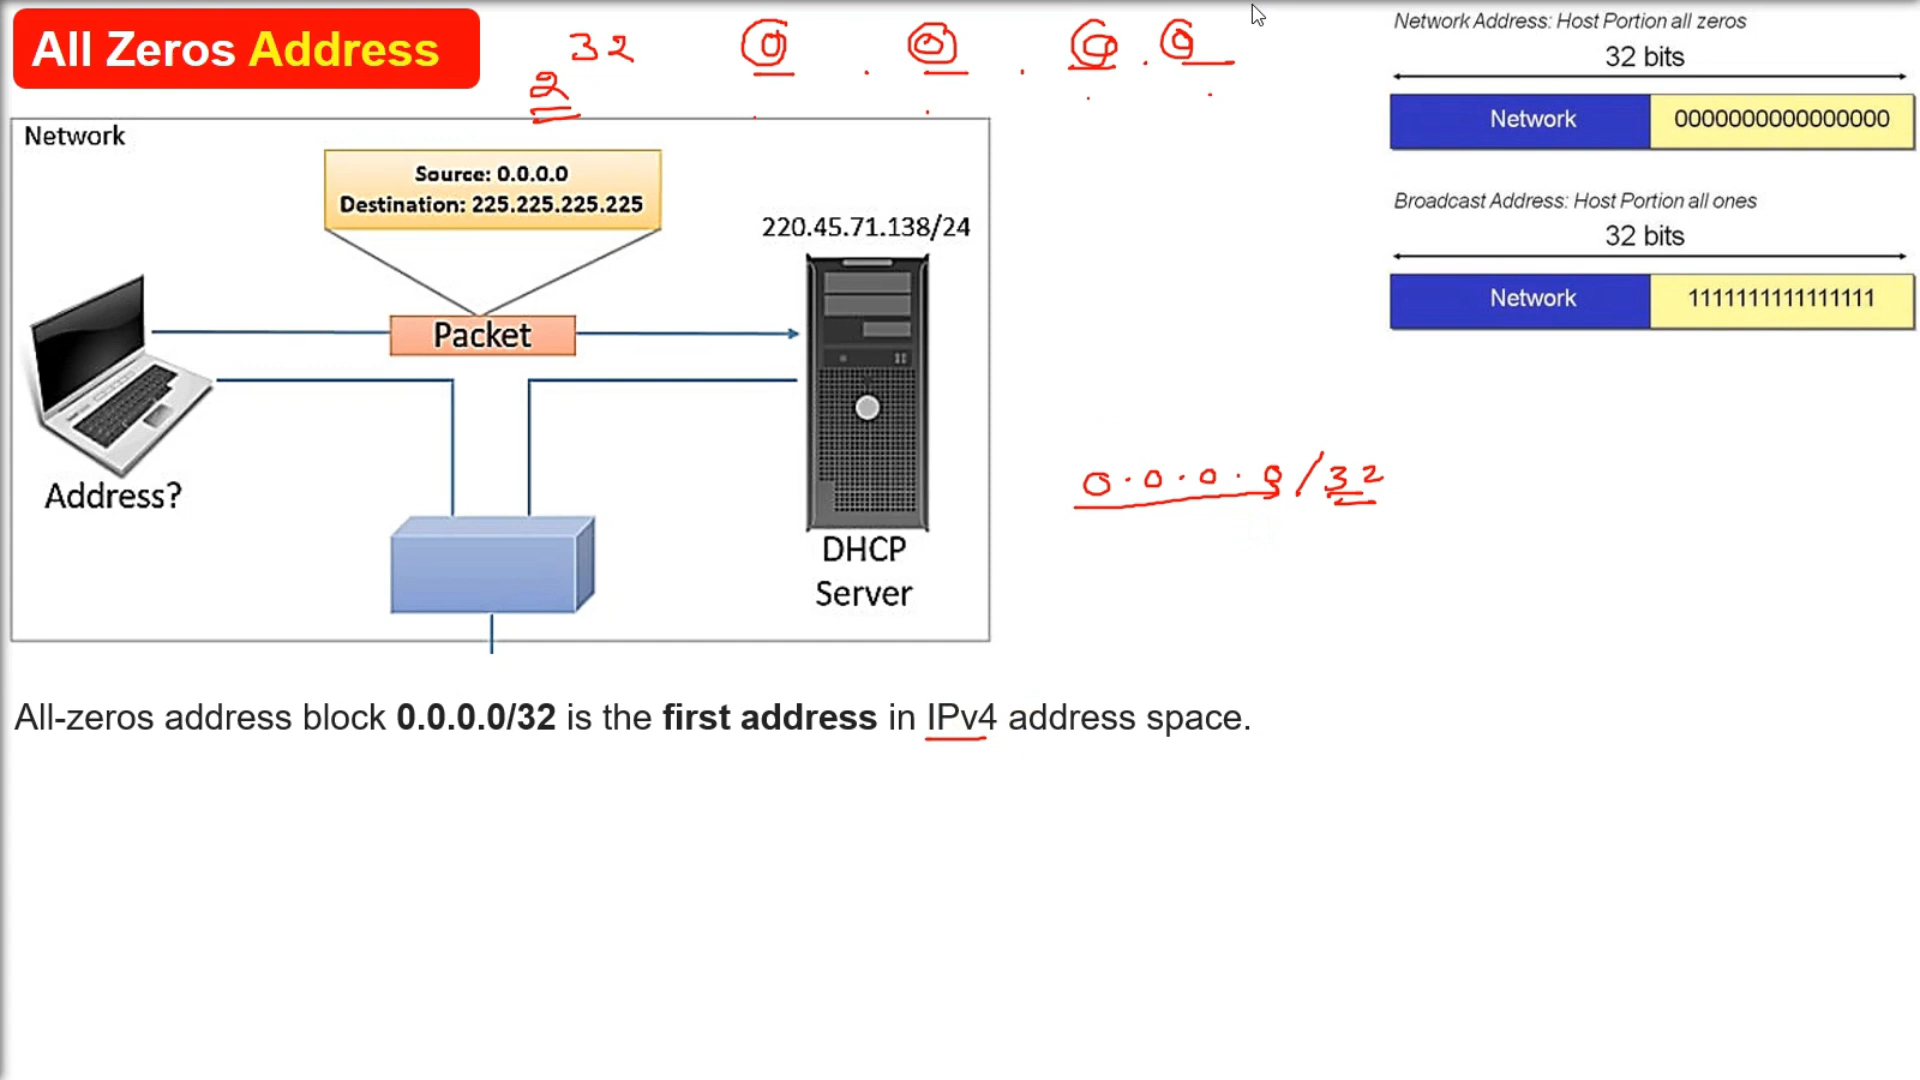 All Zeros Address
2 32
0 . 0 . 0 . 0
Network
Source: 0.0.0.0
Destination: 225.225.225.225
Packet
220.45.71.138/24
Address?
DHCP
Server
Network Address: Host Portion all zeros
32 bits
Network 0000000000000000
Broadcast Address: Host Portion all ones
32 bits
Network 1111111111111111
0.0.0.0/32
All-zeros address block 0.0.0.0/32 is the first address in IPv4 address space.